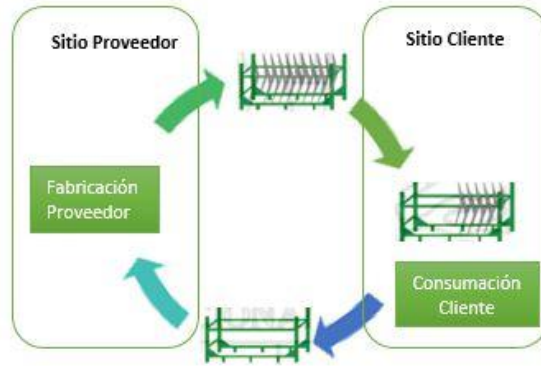 Sitio Proveedor
Sitio Cliente
Fabricación
Proveedor
Consumación
Cliente